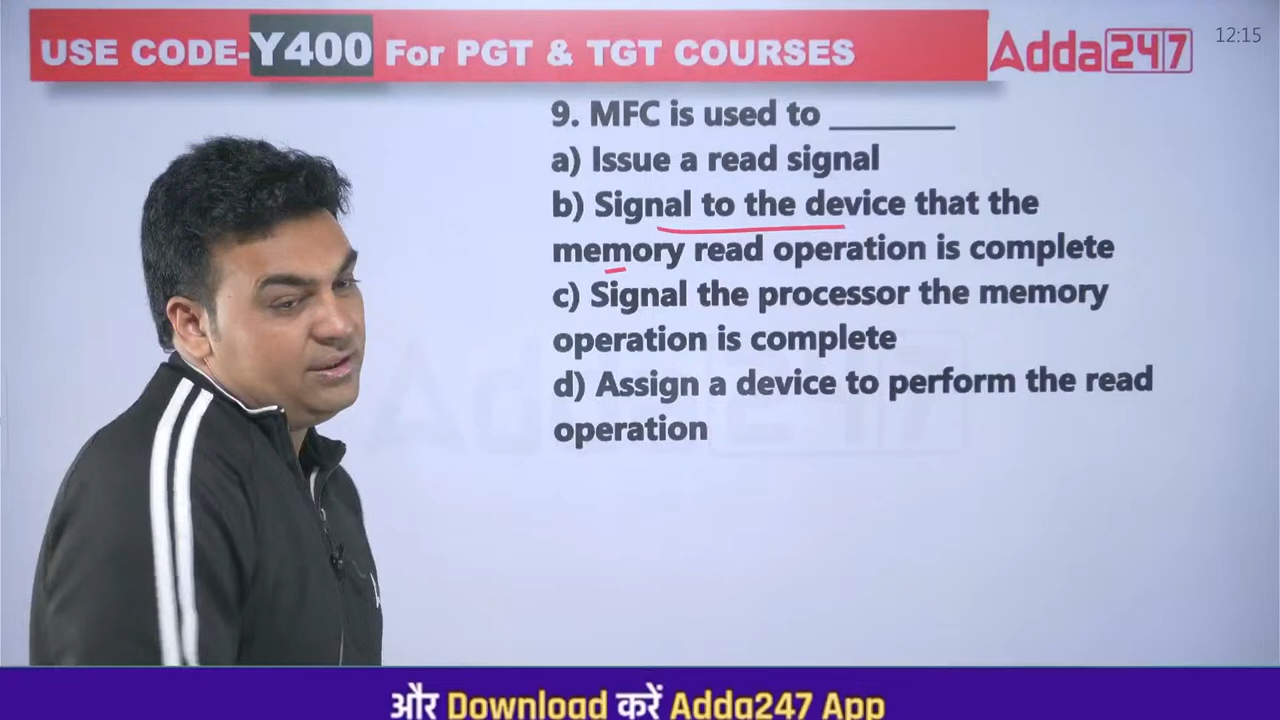 USE CODE-Y400 For PGT & TGT COURSES
Adda247
12:15
9. MFC is used to ________
a) Issue a read signal
b) Signal to the device that the
memory read operation is complete
c) Signal the processor the memory
operation is complete
d) Assign a device to perform the read
operation
और Download करें Adda247 App